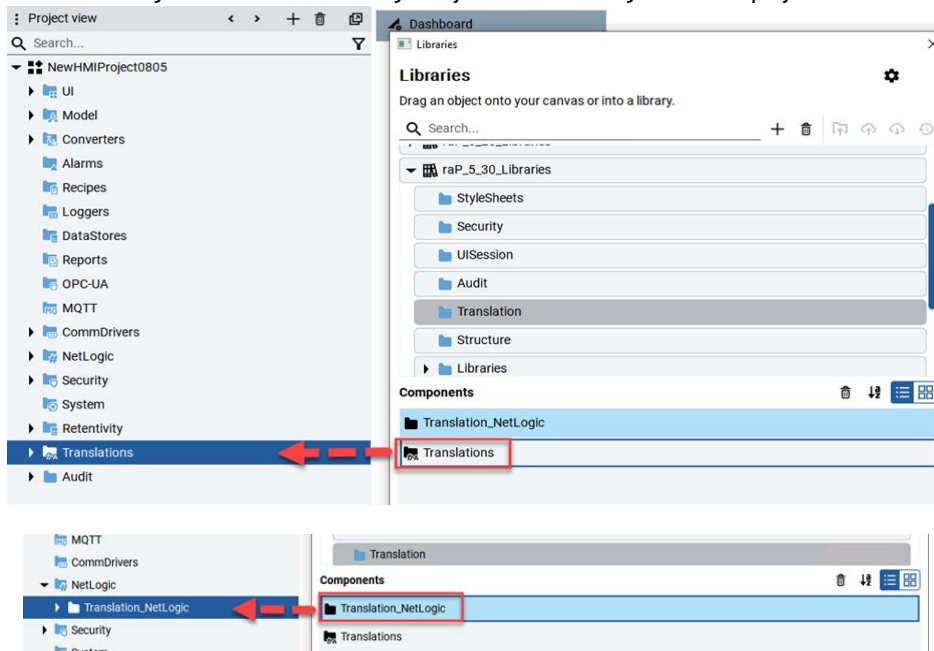 Project view
Search...
NewHMIProject0805
UI
Model
Converters
Alarms
Recipes
Loggers
DataStores
Reports
OPC-UA
MQTT
CommDrivers
NetLogic
Security
System
Retentivity
Translations
Audit
Dashboard
Libraries
Libraries
Drag an object onto your canvas or into a library.
Search...
raP_5_30_Libraries
StyleSheets
Security
UISession
Audit
Translation
Structure
Libraries
Components
Translation_NetLogic
Translations
MQTT
CommDrivers
NetLogic
Translation_NetLogic
Security
Translation
Components
Translation_NetLogic
Translations